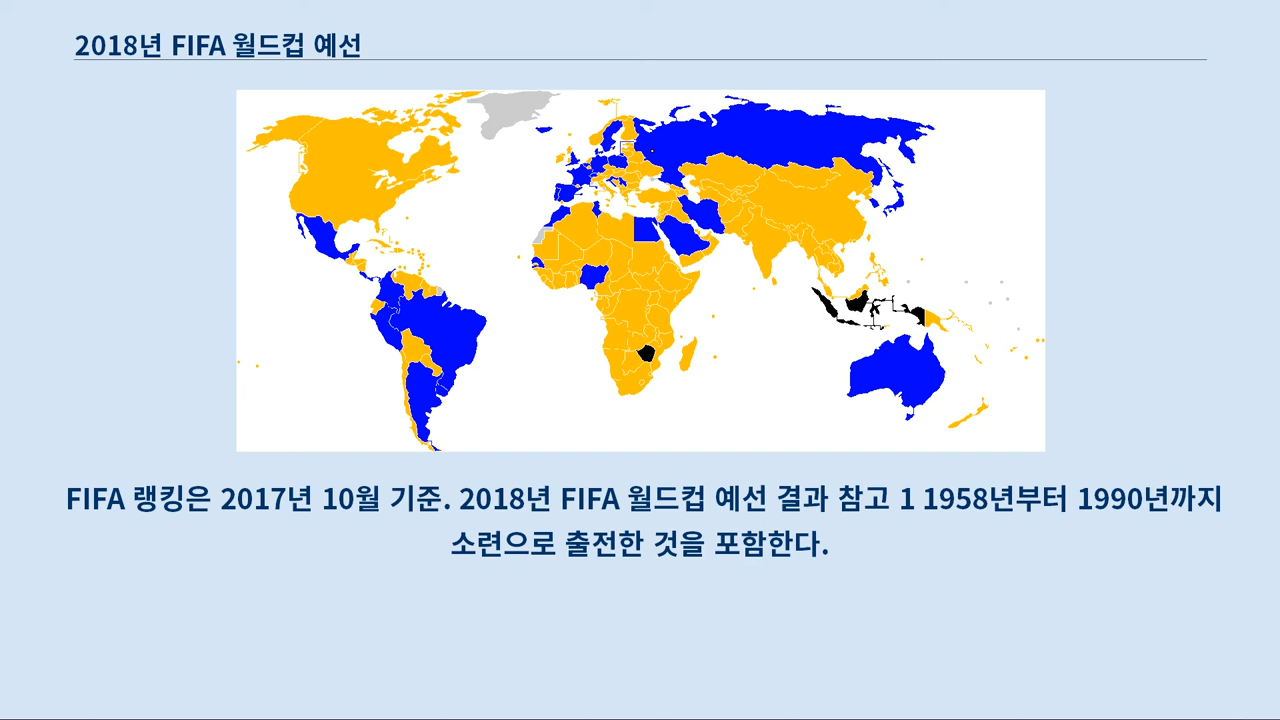 2018년 FIFA 월드컵 예선
FIFA 랭킹은 2017년 10월 기준. 2018년 FIFA 월드컵 예선 결과 참고 1 1958년부터 1990년까지
소련으로 출전한 것을 포함한다.